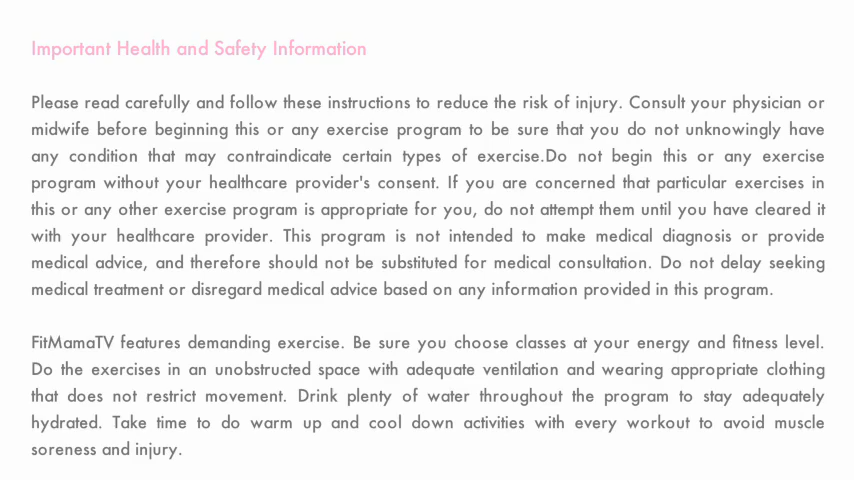 Important Health and Safety Information
Please read carefully and follow these instructions to reduce the risk of injury. Consult your physician or
midwife before beginning this or any exercise program to be sure that you do not unknowingly have
any condition that may contraindicate certain types of exercise.Do not begin this or any exercise
program without your healthcare provider's consent. If you are concerned that particular exercises in
this or any other exercise program is appropriate for you, do not attempt them until you have cleared it
with your healthcare provider. This program is not intended to make medical diagnosis or provide
medical advice, and therefore should not be substituted for medical consultation. Do not delay seeking
medical treatment or disregard medical advice based on any information provided in this program.
FitMamaTV features demanding exercise. Be sure you choose classes at your energy and fitness level.
Do the exercises in an unobstructed space with adequate ventilation and wearing appropriate clothing
that does not restrict movement. Drink plenty of water throughout the program to stay adequately
hydrated. Take time to do warm up and cool down activities with every workout to avoid muscle
soreness and injury.